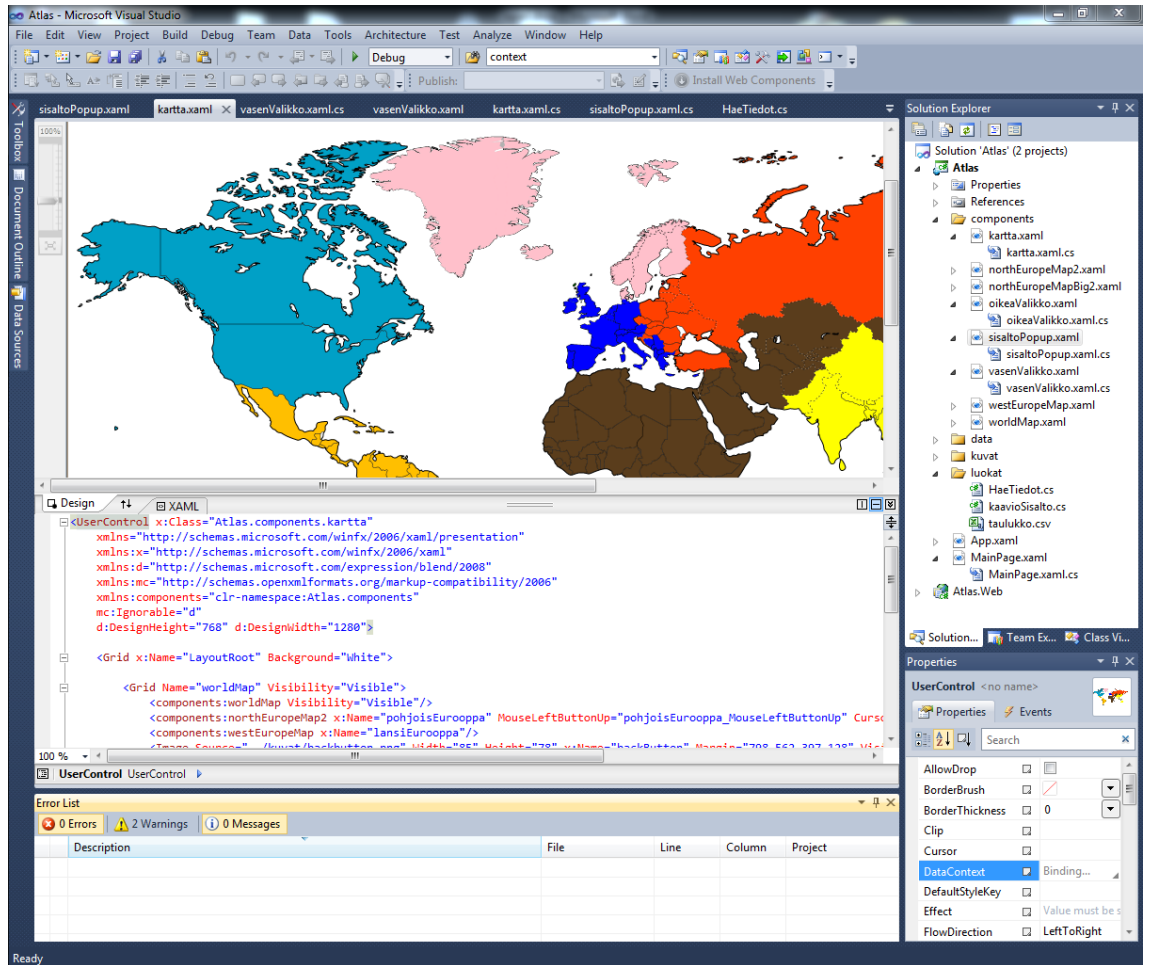 Atlas - Microsoft Visual Studio
File Edit View Project Build Debug Team Data Tools Architecture Test Analyze Window Help
Debug context
Publish: Install Web Components
sisaltoPopup.xaml kartta.xaml vasenValikko.xaml.cs vasenValikko.xaml kartta.xaml.cs sisaltoPopup.xaml.cs HaeTiedot.cs
Toolbox
Document Outline
Data Sources
100%
Design XAML
<UserControl x:Class="Atlas.components.kartta"
xmlns="http://schemas.microsoft.com/winfx/2006/xaml/presentation"
xmlns:x="http://schemas.microsoft.com/winfx/2006/xaml"
xmlns:d="http://schemas.microsoft.com/expression/blend/2008"
xmlns:mc="http://schemas.openxmlformats.org/markup-compatibility/2006"
xmlns:components="clr-namespace:Atlas.components"
mc:Ignorable="d"
d:DesignHeight="768" d:DesignWidth="1280">
<Grid x:Name="LayoutRoot" Background="White">
<Grid Name="worldMap" Visibility="Visible">
<components:worldMap Visibility="Visible"/>
<components:northEuropeMap2 x:Name="pohjoisEurooppa" MouseLeftButtonUp="pohjoisEurooppa_MouseLeftButtonUp" Curso
<components:westEuropeMap x:Name="lansiEurooppa"/>
100 %
UserControl UserControl
Error List
0 Errors 2 Warnings 0 Messages
Description File Line Column Project
Ready
Solution Explorer
Solution 'Atlas' (2 projects)
Atlas
Properties
References
components
kartta.xaml
kartta.xaml.cs
northEuropeMap2.xaml
northEuropeMapBig2.xaml
oikeaValikko.xaml
oikeaValikko.xaml.cs
sisaltoPopup.xaml
sisaltoPopup.xaml.cs
vasenValikko.xaml
vasenValikko.xaml.cs
westEuropeMap.xaml
worldMap.xaml
data
kuvat
luokat
HaeTiedot.cs
kaavioSisalto.cs
taulukko.csv
App.xaml
MainPage.xaml
MainPage.xaml.cs
Atlas.Web
Solution... Team Ex... Class Vi...
Properties
UserControl <no name>
Properties Events
Search
AllowDrop
BorderBrush
BorderThickness 0
Clip
Cursor
DataContext Binding...
DefaultStyleKey
Effect Value must be s
FlowDirection LeftToRight